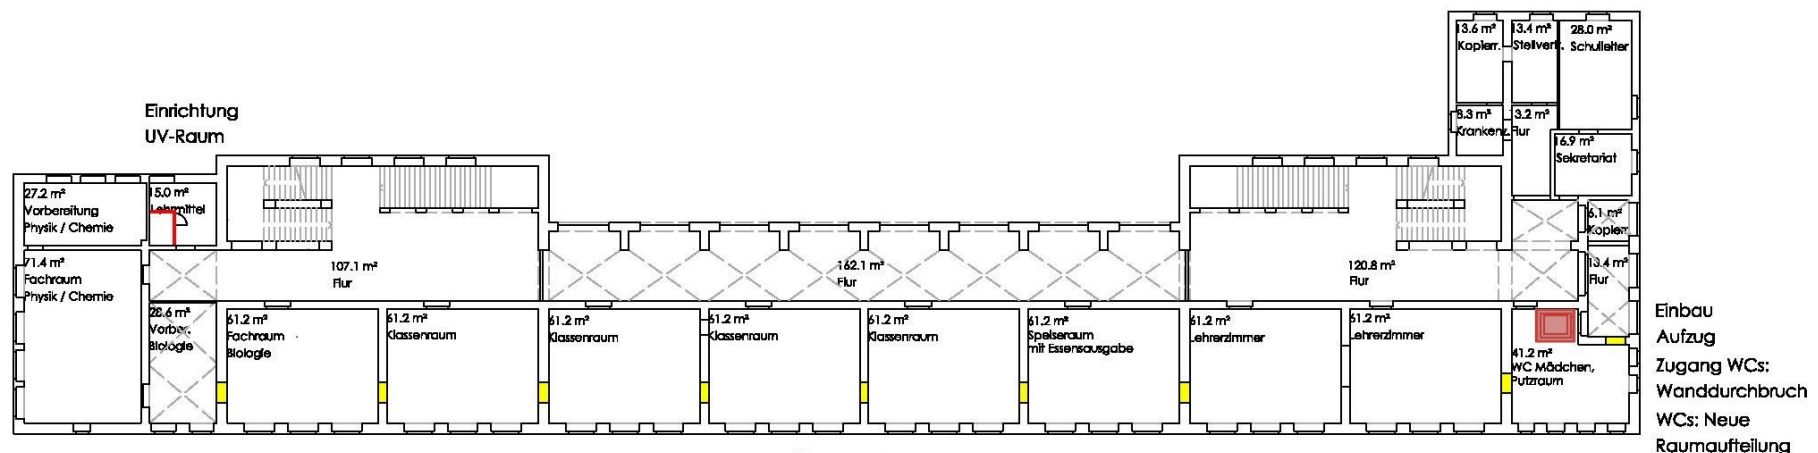 13.6 m²
Kopierr.
13.4 m²
Stellvertr.
28.0 m²
Schulleiter
Einrichtung
UV-Raum
8.3 m²
Krankenz.
13.2 m²
Flur
16.9 m²
Sekretariat
27.2 m²
Vorbereitung
Physik / Chemie
15.0 m²
Lehrmittel
6.1 m²
Kopierr.
71.4 m²
Fachraum
Physik / Chemie
107.1 m²
Flur
162.1 m²
Flur
120.8 m²
Flur
13.4 m²
Flur
28.6 m²
Vorber.
Biologie
61.2 m²
Fachraum
Biologie
61.2 m²
Klassenraum
61.2 m²
Klassenraum
61.2 m²
Klassenraum
61.2 m²
Klassenraum
61.2 m²
Speiseraum
mit Essensausgabe
61.2 m²
Lehrerzimmer
61.2 m²
Lehrerzimmer
41.2 m²
WC Mädchen,
Putzraum
Einbau
Aufzug
Zugang WCs:
Wanddurchbruch
WCs: Neue
Raumaufteilung